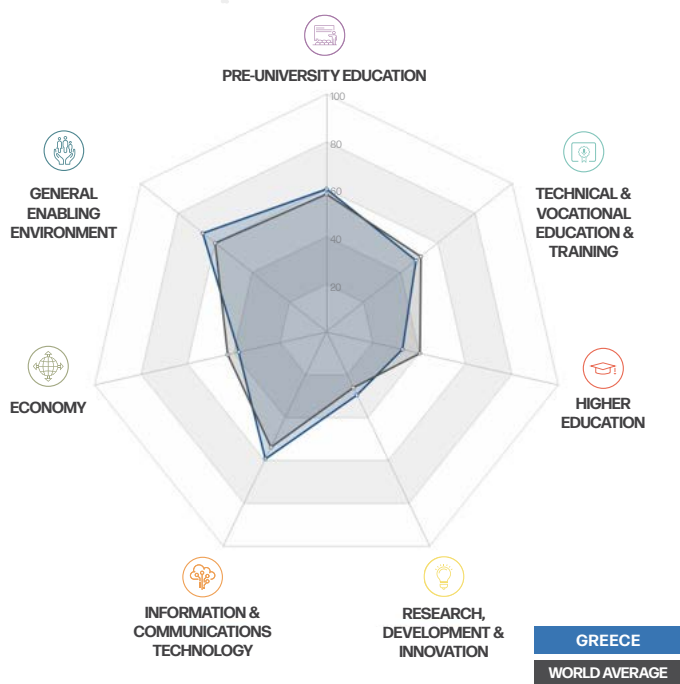 PRE-UNIVERSITY EDUCATION
100
80
60
40
20
GENERAL
ENABLING
ENVIRONMENT
TECHNICAL &
VOCATIONAL
EDUCATION &
TRAINING
ECONOMY
HIGHER
EDUCATION
INFORMATION &
COMMUNICATIONS
TECHNOLOGY
RESEARCH,
DEVELOPMENT &
INNOVATION
GREECE
WORLD AVERAGE